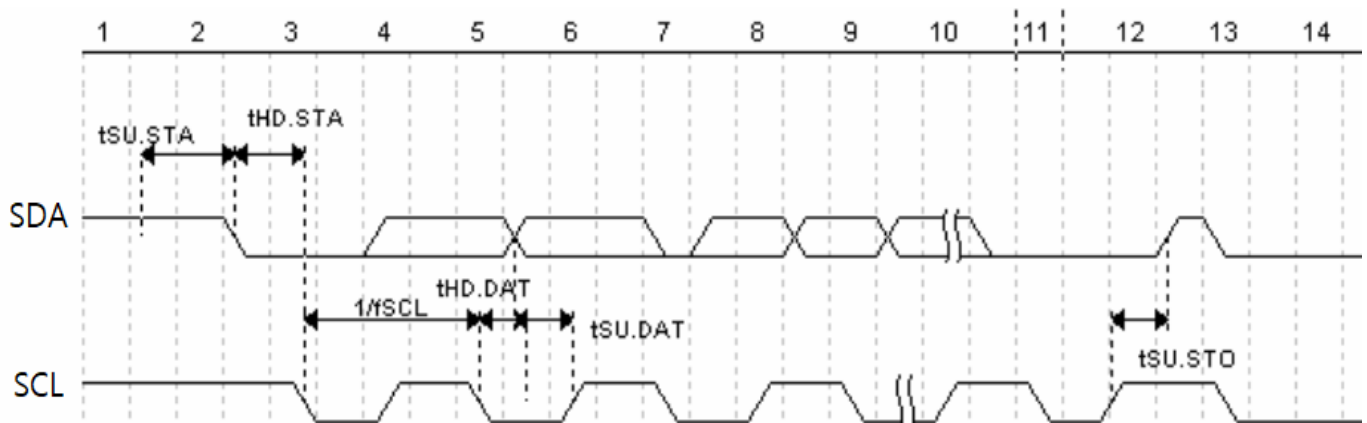 1 2 3 4 5 6 7 8 9 10 11 12 13 14
tSU.STA
tHD.STA
SDA
1/fSCL
tHD.DAT
tSU.DAT
tSU.STO
SCL